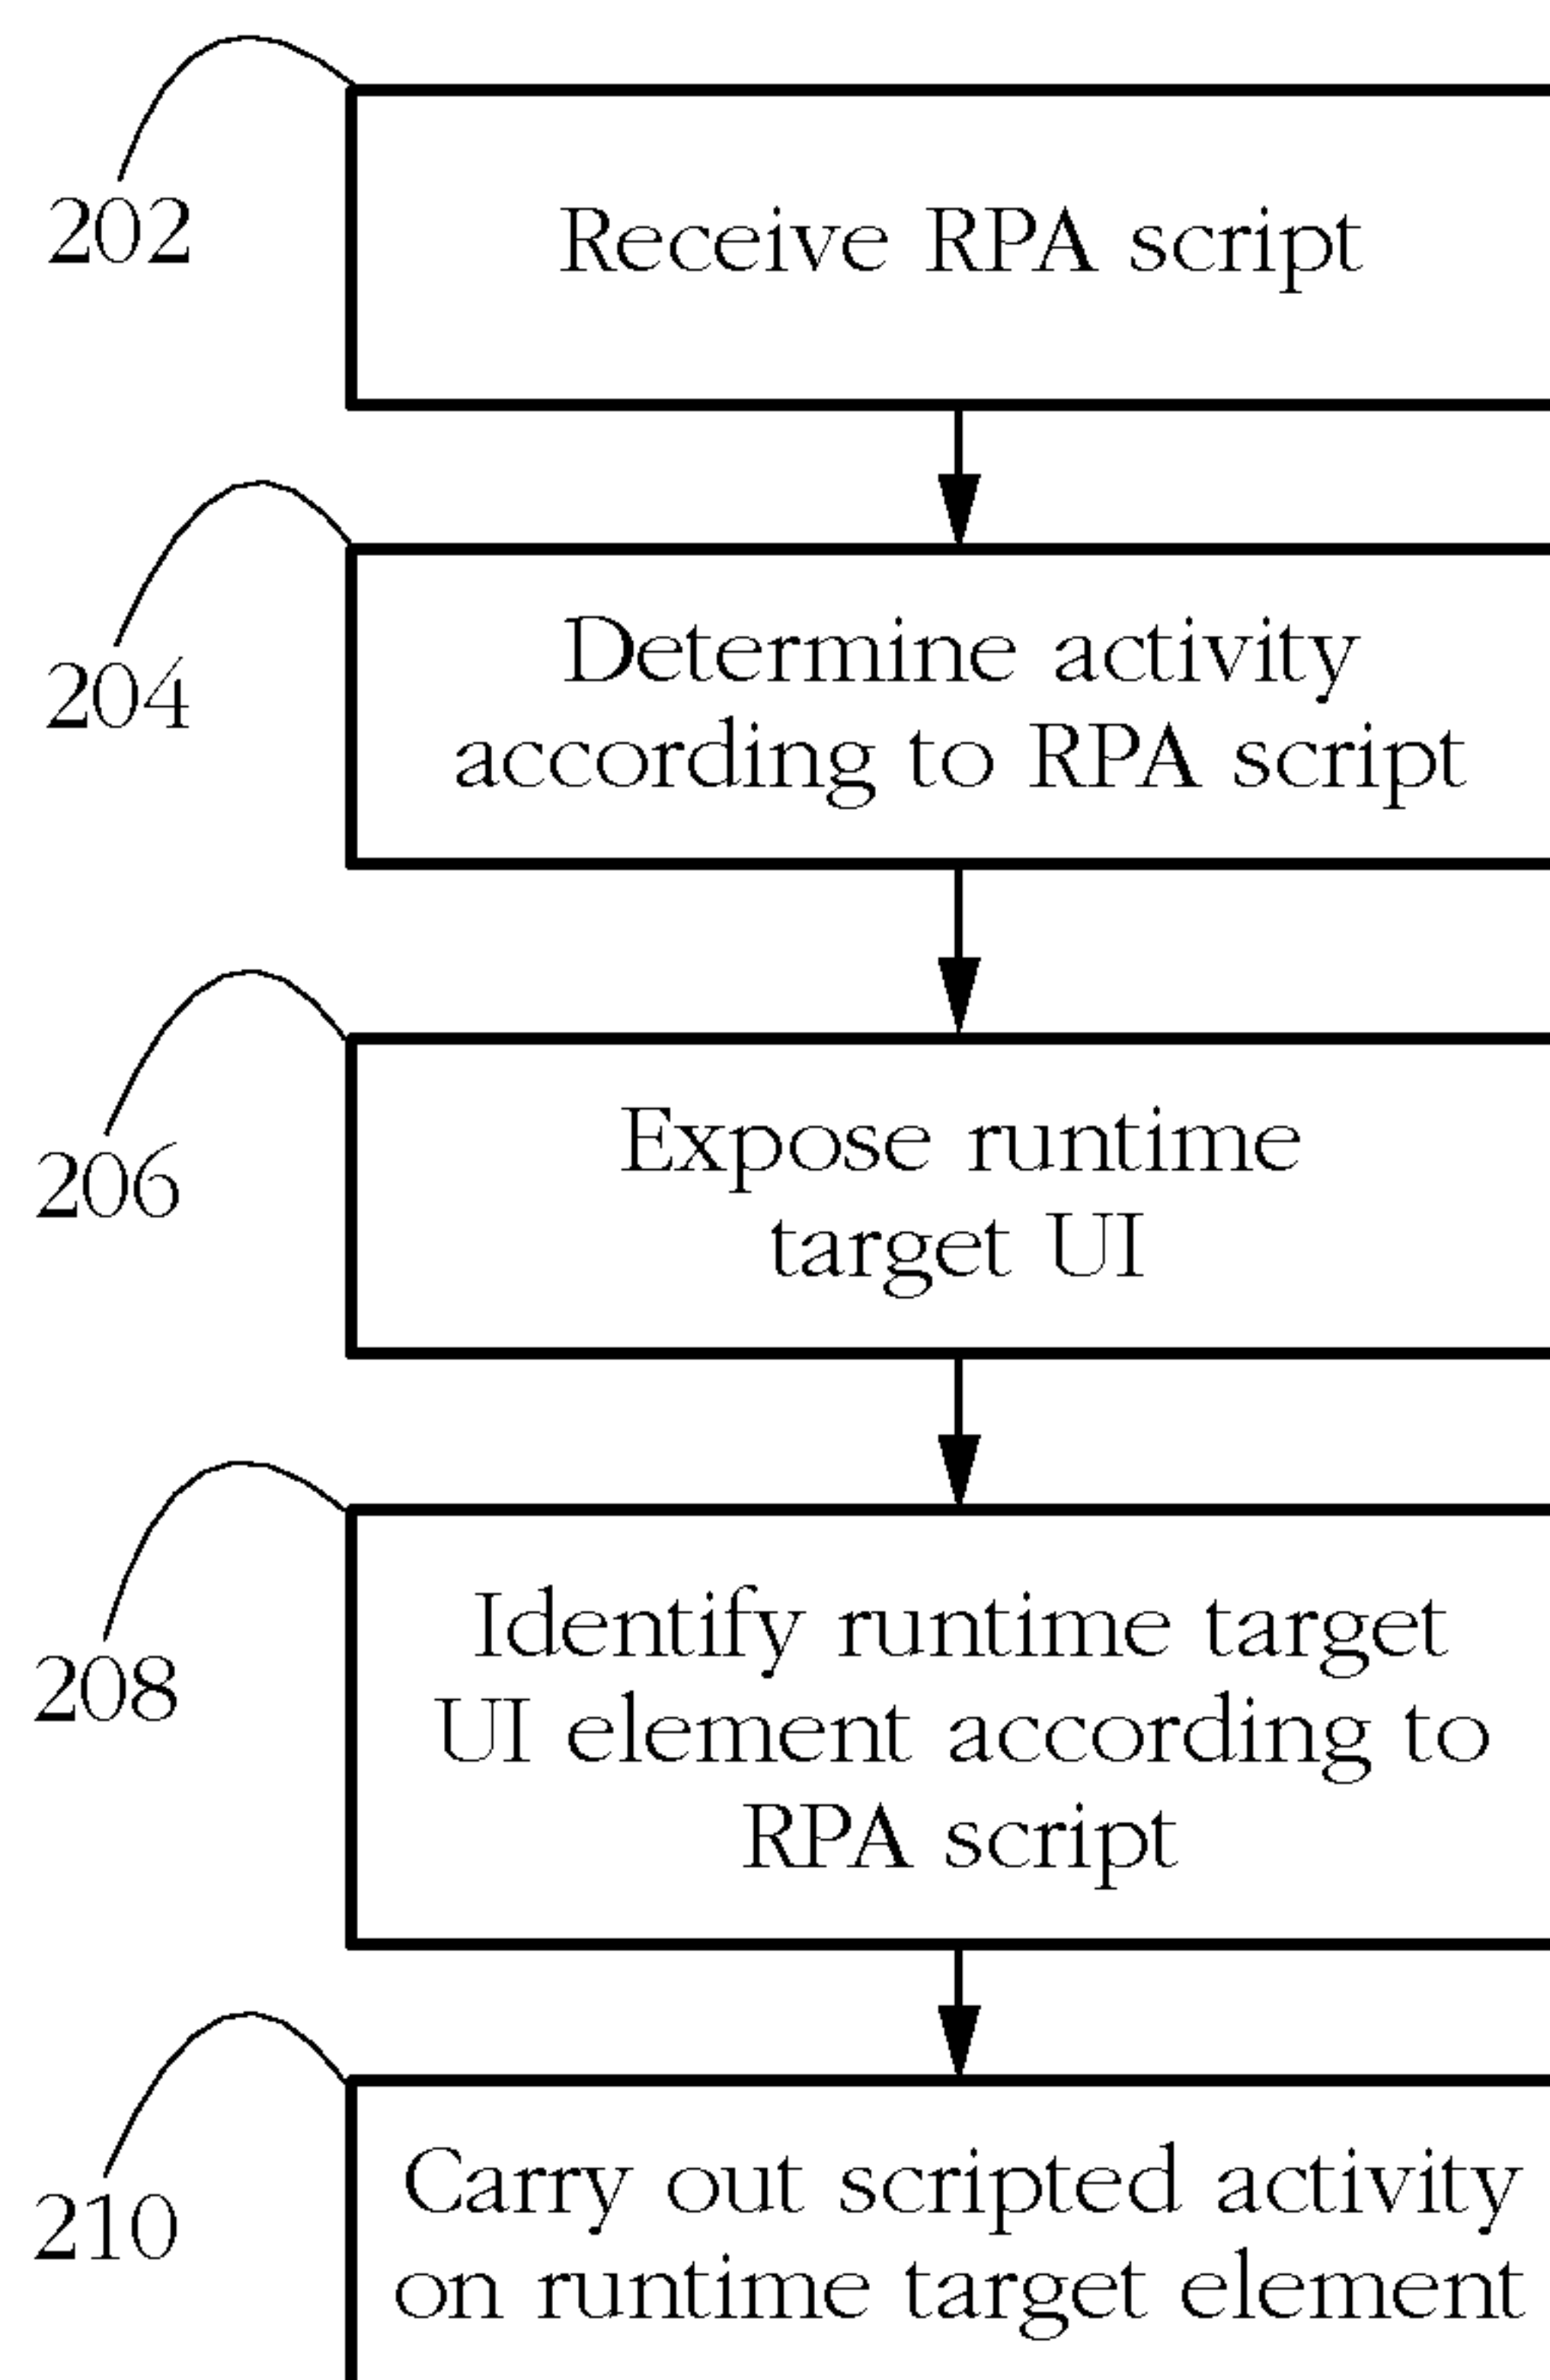 202
Receive RPA script
204
Determine activity
according to RPA script
206
Expose runtime
target UI
208
Identify runtime target
UI element according to
RPA script
210
Carry out scripted activity
on runtime target element